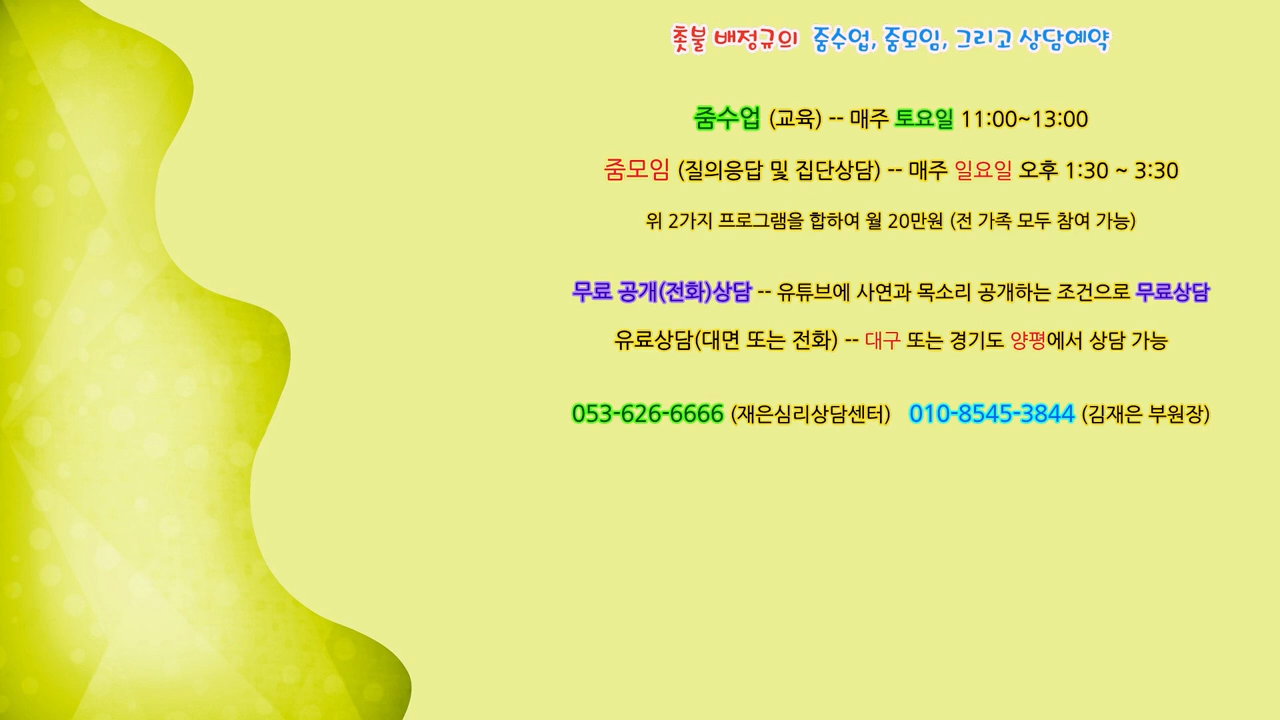 촛불 배정규의 줌수업, 줌모임, 그리고 상담예약
줌수업 (교육) -- 매주 토요일 11:00~13:00
줌모임 (질의응답 및 집단상담) -- 매주 일요일 오후 1:30 ~ 3:30
위 2가지 프로그램을 합하여 월 20만원 (전 가족 모두 참여 가능)
무료 공개(전화)상담 -- 유튜브에 사연과 목소리 공개하는 조건으로 무료상담
유료상담(대면 또는 전화) -- 대구 또는 경기도 양평에서 상담 가능
053-626-6666 (재은심리상담센터) 010-8545-3844 (김재은 부원장)